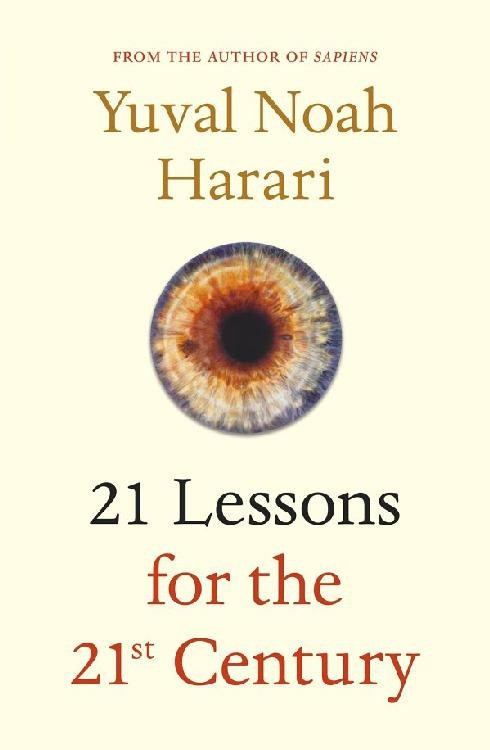 FROM THE AUTHOR OF SAPIENS
Yuval Noah
Harari
21 Lessons
for the
21st Century